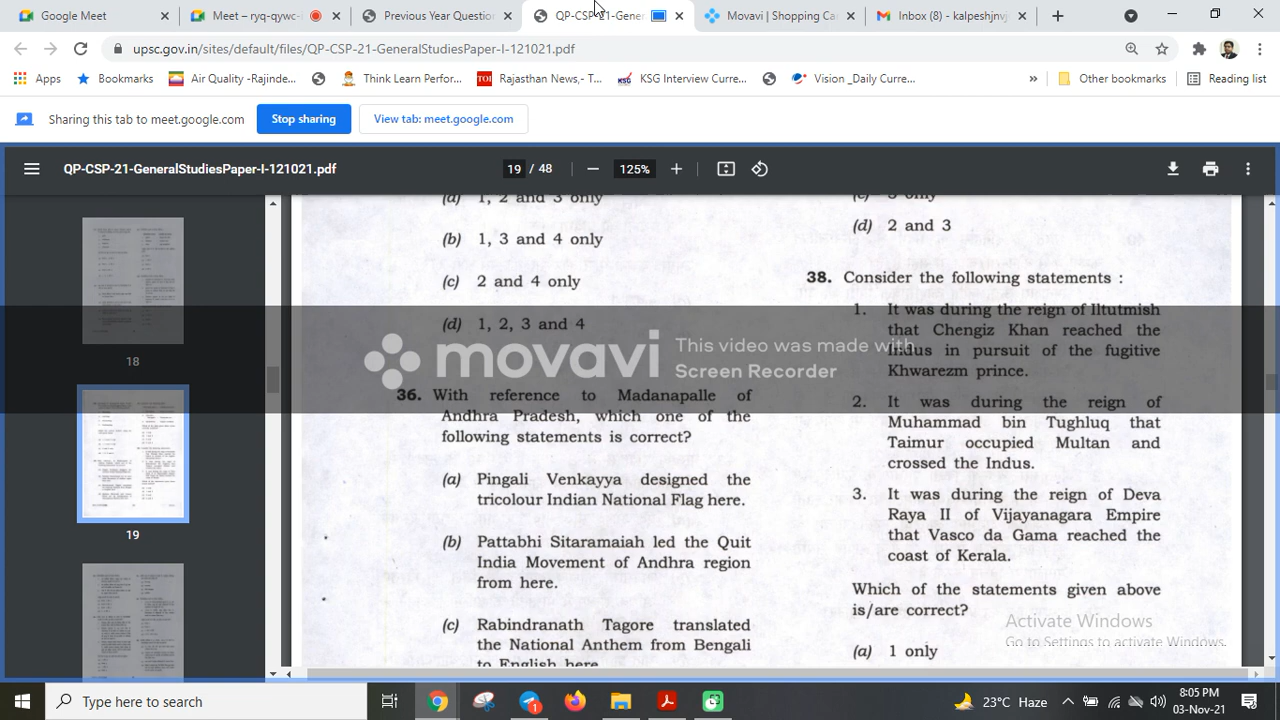 Google Meet
Meet – ryq-qywc-
Previous Year Questio
QP-CSP-21-Gener
Movavi | Shopping Ca
Inbox (8) - kalpeshjnvj
upsc.gov.in/sites/default/files/QP-CSP-21-GeneralStudiesPaper-I-121021.pdf
Apps
Bookmarks
Air Quality -Rajinde...
Think Learn Perfor...
TOI
Rajasthan News,- T...
KSG
KSG Interview Curre...
Vision _Daily Curre...
»
Other bookmarks
Reading list
Sharing this tab to meet.google.com
Stop sharing
View tab: meet.google.com
QP-CSP-21-GeneralStudiesPaper-I-121021.pdf
19 / 48
125%
18
19
(a) 1, 2 and 3 only
(b) 1, 3 and 4 only
(c) 2 and 4 only
(d) 1, 2, 3 and 4
36. With reference to Madanapalle of
Andhra Pradesh, which one of the
following statements is correct?
(a) Pingali Venkayya designed the
tricolour Indian National Flag here.
(b) Pattabhi Sitaramaiah led the Quit
India Movement of Andhra region
from here.
(c) Rabindranath Tagore translated
the National Anthem from Bengali
to English here.
(c) 3 only
(d) 2 and 3
38. Consider the following statements :
1. It was during the reign of Iltutmish
that Chengiz Khan reached the
Indus in pursuit of the fugitive
Khwarezm prince.
2. It was during the reign of
Muhammad bin Tughluq that
Taimur occupied Multan and
crossed the Indus.
3. It was during the reign of Deva
Raya II of Vijayanagara Empire
that Vasco da Gama reached the
coast of Kerala.
Which of the statements given above
is/are correct?
(a) 1 only
movavi
This video was made with
Screen Recorder
Activate Windows
Go to Settings to activate Windows.
Type here to search
1
23°C Haze
8:05 PM
03-Nov-21